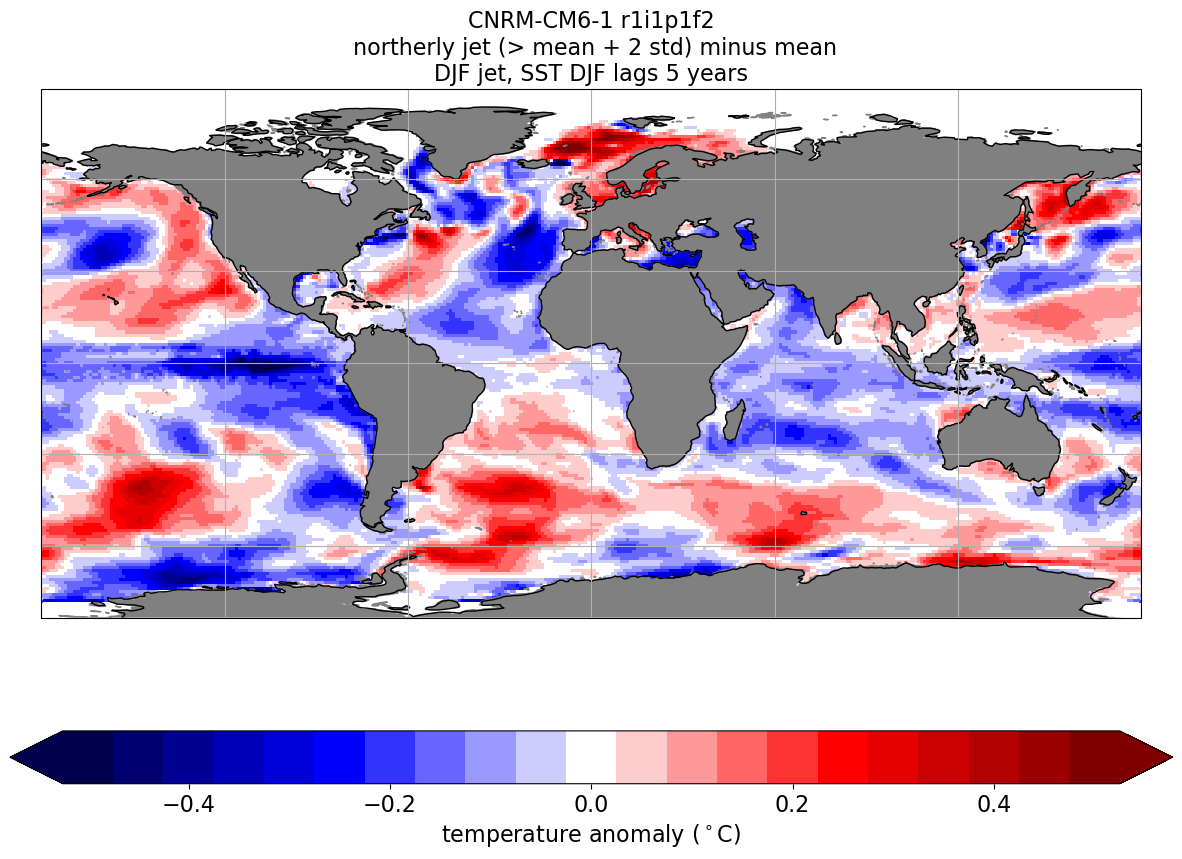 CNRM-CM6-1 r1i1p1f2
northerly jet (> mean + 2 std) minus mean
DJF jet, SST DJF lags 5 years
−0.4 −0.2 0.0 0.2 0.4
temperature anomaly (°C)